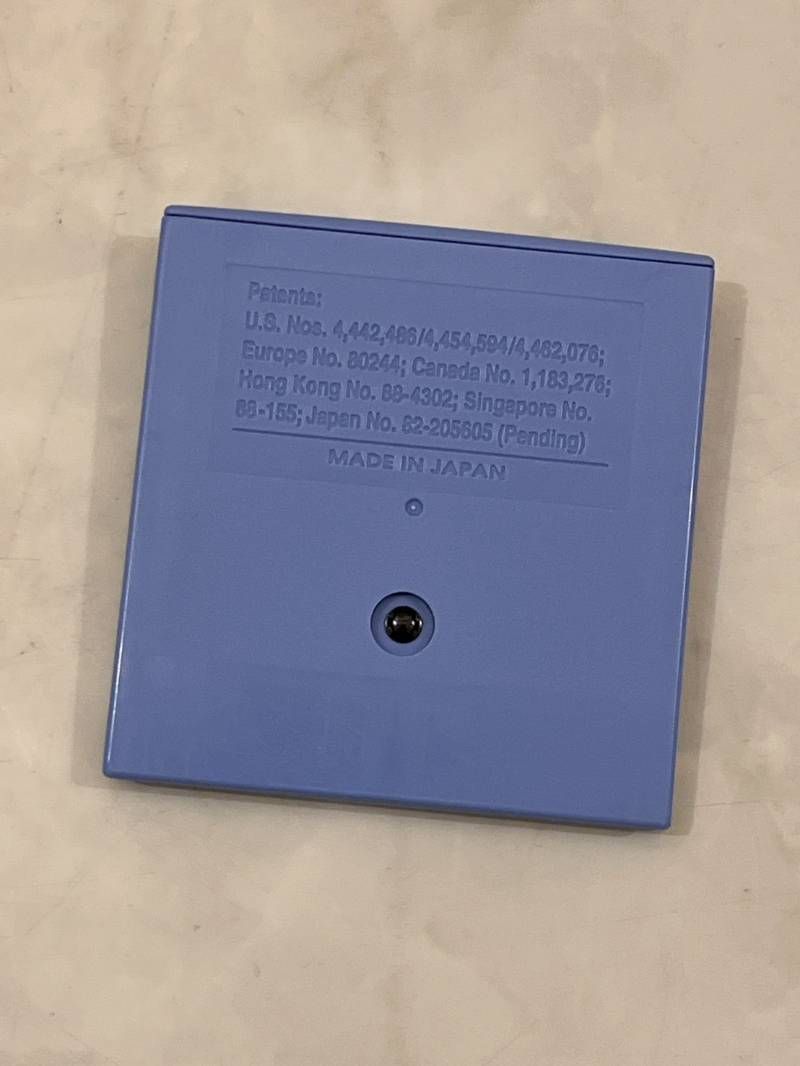 Patents:
U.S. Nos. 4,442,486/4,454,594/4,462,076;
Europe No. 80244; Canada No. 1,183,276;
Hong Kong No. 88-4302; Singapore No.
88-155; Japan No. 82-205605 (Pending)
MADE IN JAPAN